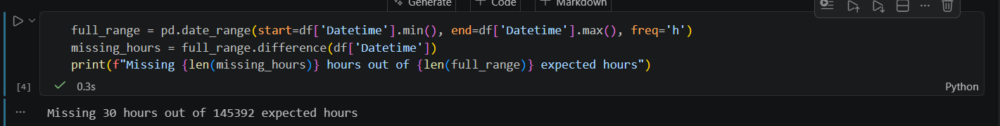 Generate + Code + Markdown
full_range = pd.date_range(start=df['Datetime'].min(), end=df['Datetime'].max(), freq='h')
missing_hours = full_range.difference(df['Datetime'])
print(f"Missing {len(missing_hours)} hours out of {len(full_range)} expected hours")
[4] 0.3s Python
Missing 30 hours out of 145392 expected hours